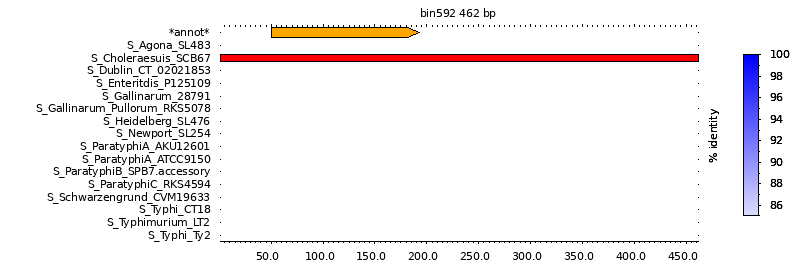 bin592 462 bp
*annot*
S_Agona_SL483
S_Choleraesuis_SCB67
S_Dublin_CT_02021853
S_Enteritdis_P125109
S_Gallinarum_28791
S_Gallinarum_Pullorum_RKS5078
S_Heidelberg_SL476
S_Newport_SL254
S_ParatyphiA_AKU12601
S_ParatyphiA_ATCC9150
S_ParatyphiB_SPB7.accessory
S_ParatyphiC_RKS4594
S_Schwarzengrund_CVM19633
S_Typhi_CT18
S_Typhimurium_LT2
S_Typhi_Ty2
50.0 100.0 150.0 200.0 250.0 300.0 350.0 400.0 450.0
% identity
100
98
96
94
92
90
88
86